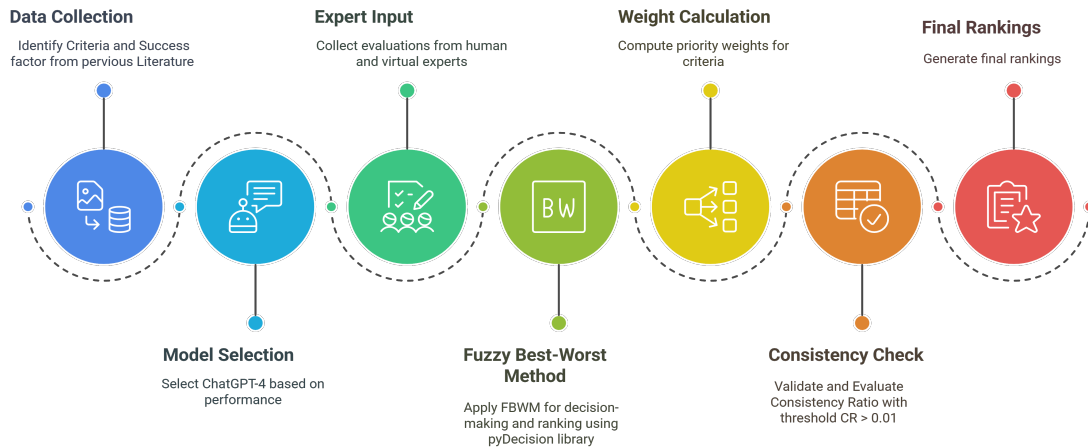 Data Collection
Identify Criteria and Success
factor from pervious Literature
Model Selection
Select ChatGPT-4 based on
performance
Expert Input
Collect evaluations from human
and virtual experts
BW
Fuzzy Best-Worst
Method
Apply FBWM for decision-
making and ranking using
pyDecision library
Weight Calculation
Compute priority weights for
criteria
Consistency Check
Validate and Evaluate
Consistency Ratio with
threshold CR > 0.01
Final Rankings
Generate final rankings